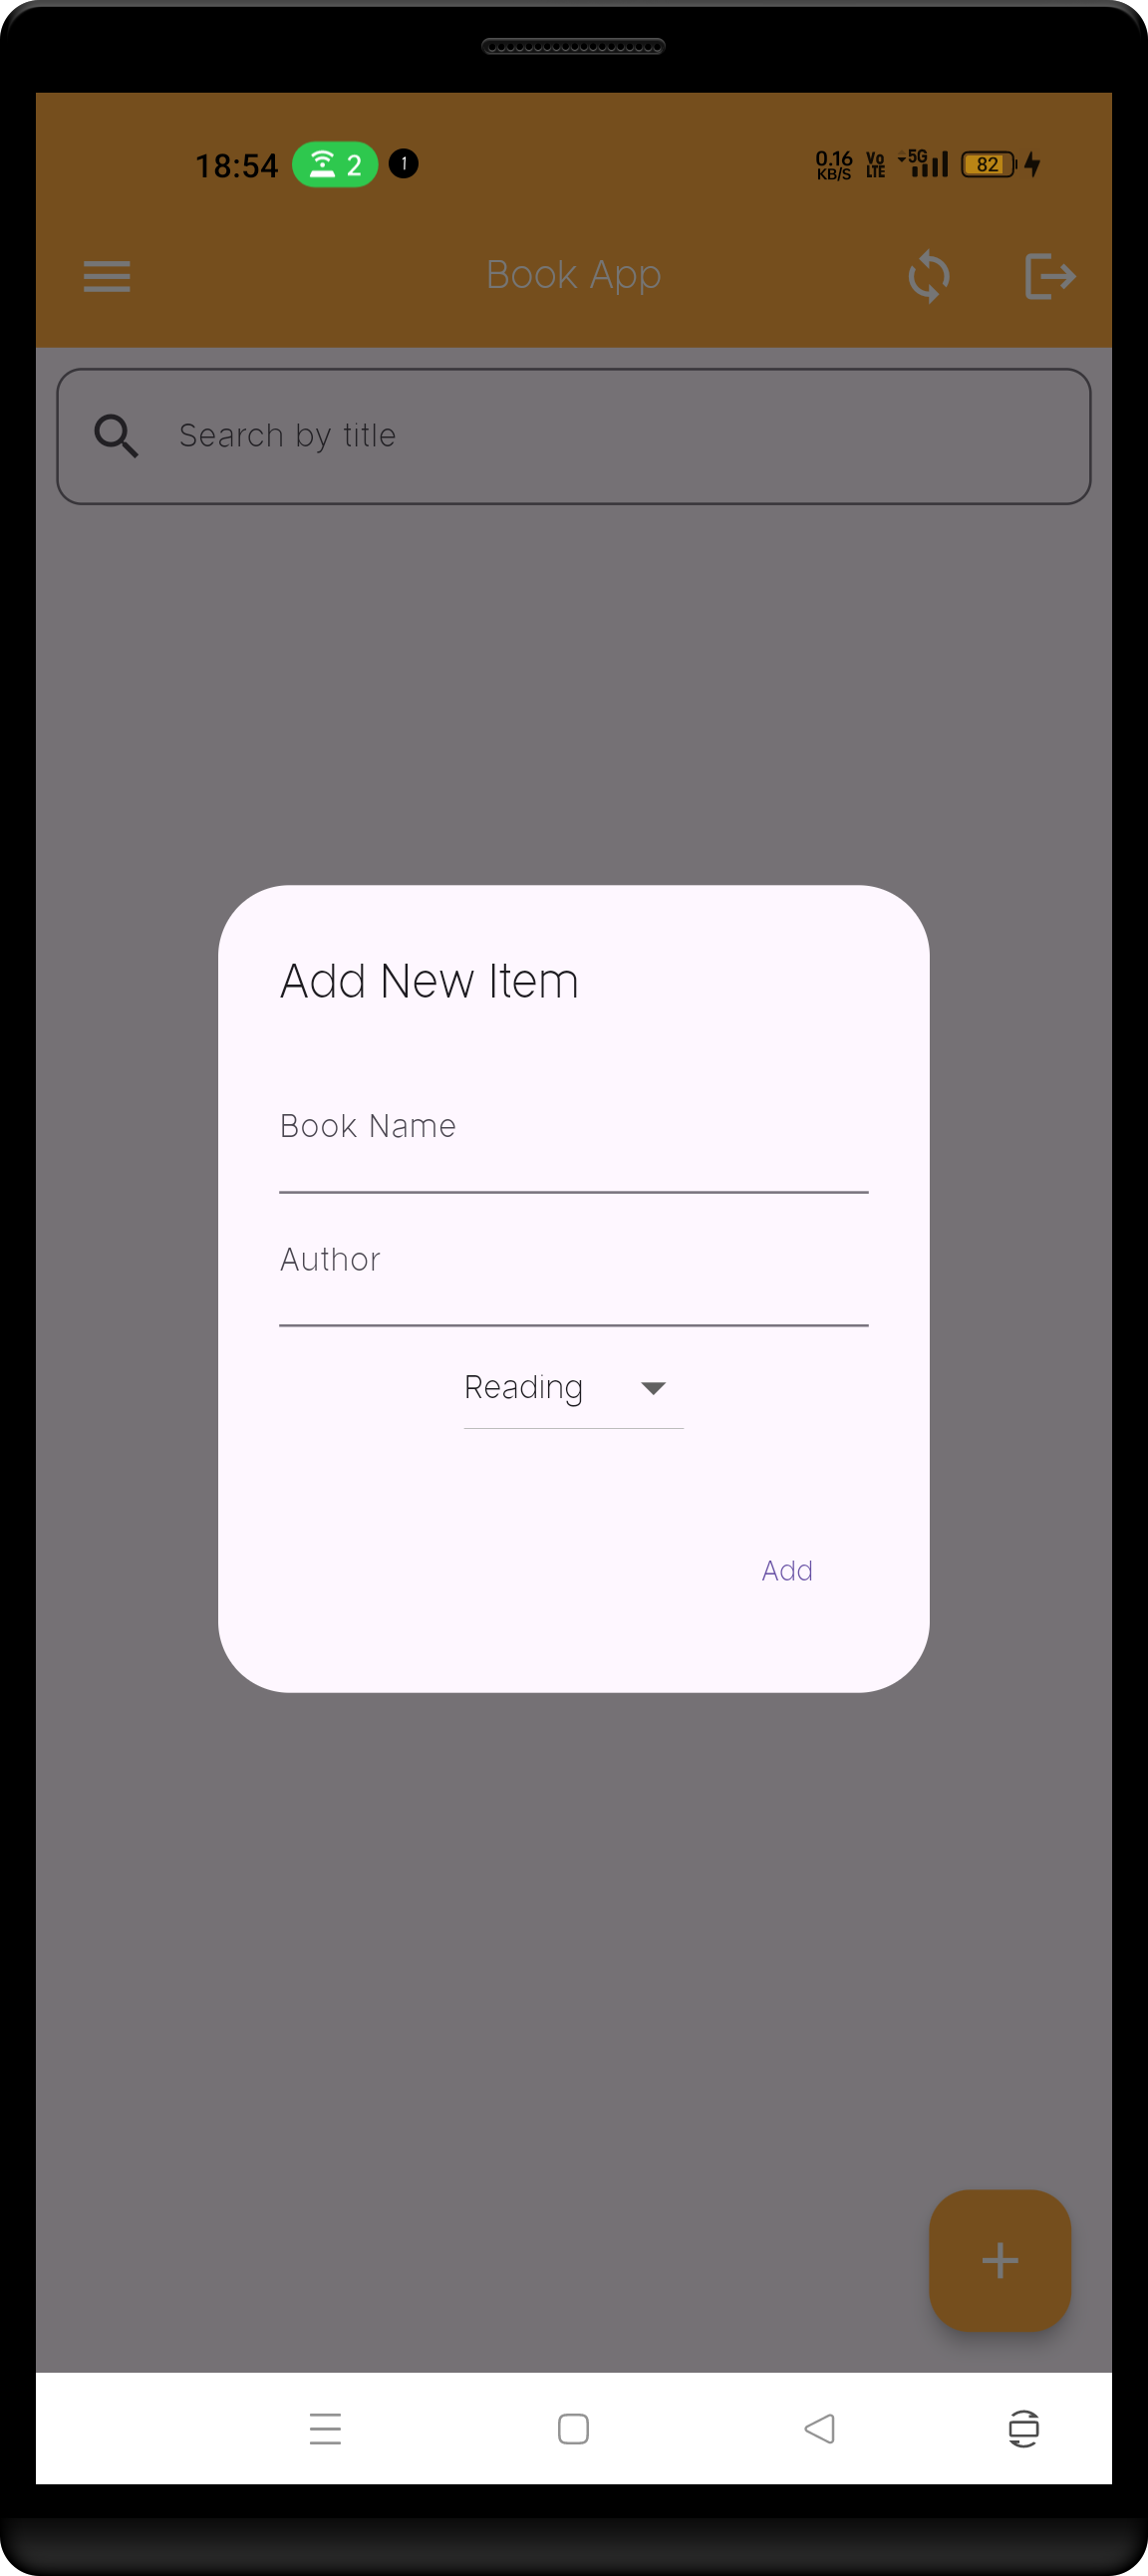 18:54 2 1 0.16 KB/S Vo LTE 5G 82
Book App
Search by title
Add New Item
Book Name
Author
Reading
Add